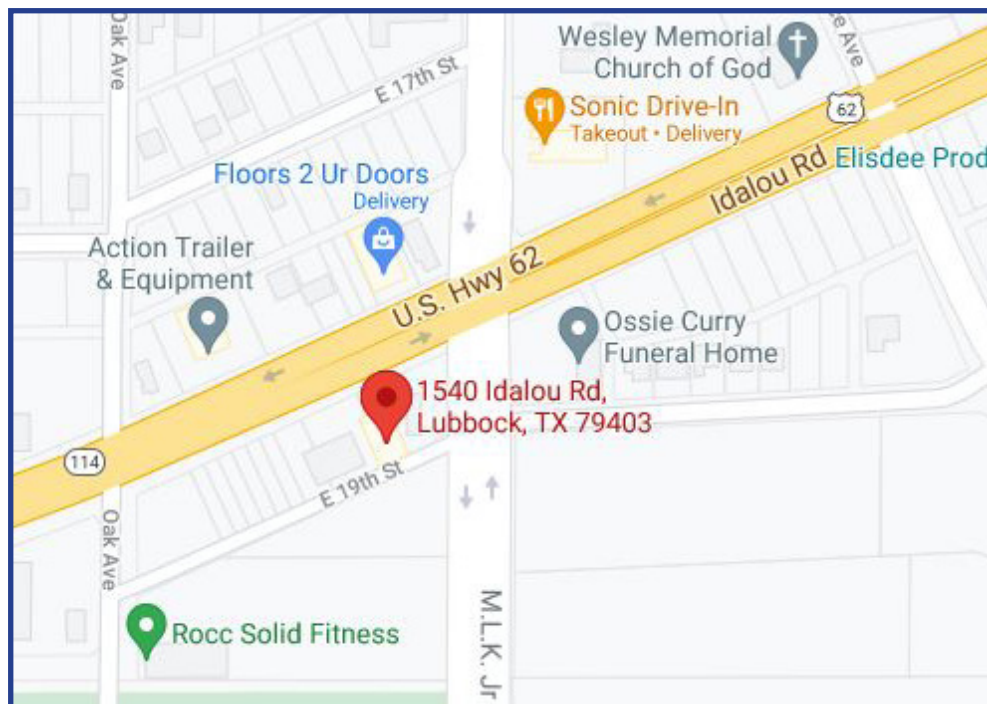 Oak Ave
E 17th St
Wesley Memorial
Church of God
ce Ave
62
Sonic Drive-In
Takeout • Delivery
Idalou Rd
Elisdee Prod
Floors 2 Ur Doors
Delivery
Action Trailer
& Equipment
U.S. Hwy 62
Ossie Curry
Funeral Home
1540 Idalou Rd,
Lubbock, TX 79403
114
E 19th St
Oak Ave
Rocc Solid Fitness
M.L.K. Jr